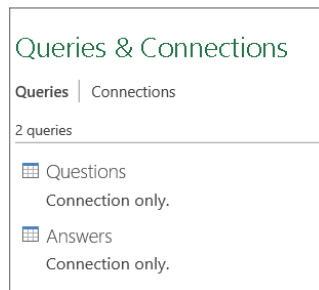 Queries & Connections
Queries | Connections
2 queries
Questions
Connection only.
Answers
Connection only.